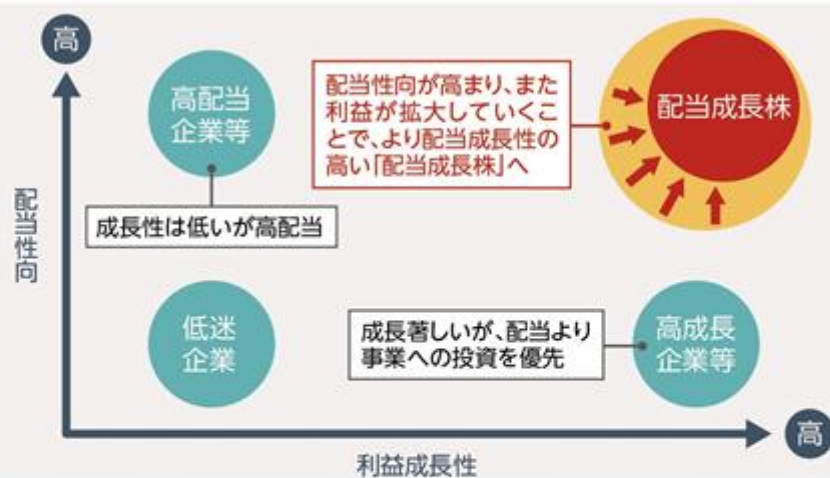 高
高配当
企業等
配当性向が高まり、また
利益が拡大していくこ
とで、より配当成長性の
高い「配当成長株」へ
配当成長株
成長性は低いが高配当
配当性向
低迷
企業
成長著しいが、配当より
事業への投資を優先
高成長
企業等
高
利益成長性